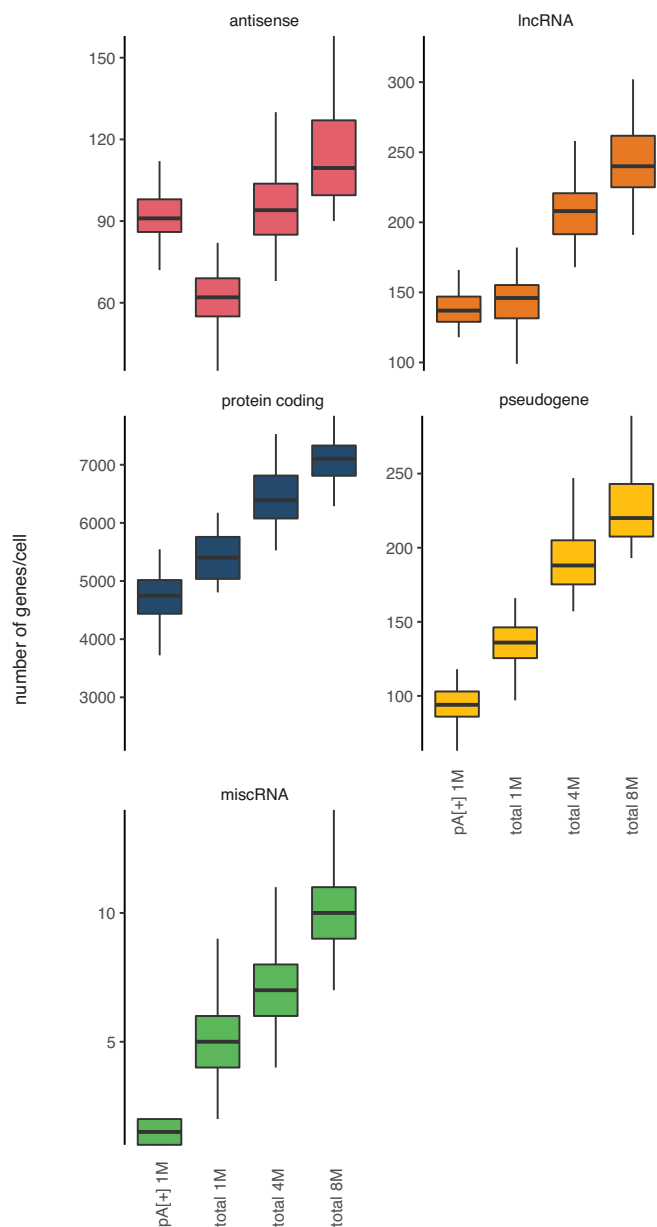 antisense
lncRNA
150
120
90
60
300
250
200
150
100
protein coding
pseudogene
7000
6000
5000
4000
3000
250
200
150
100
number of genes/cell
pA[+] 1M
total 1M
total 4M
total 8M
miscRNA
10
5
pA[+] 1M
total 1M
total 4M
total 8M